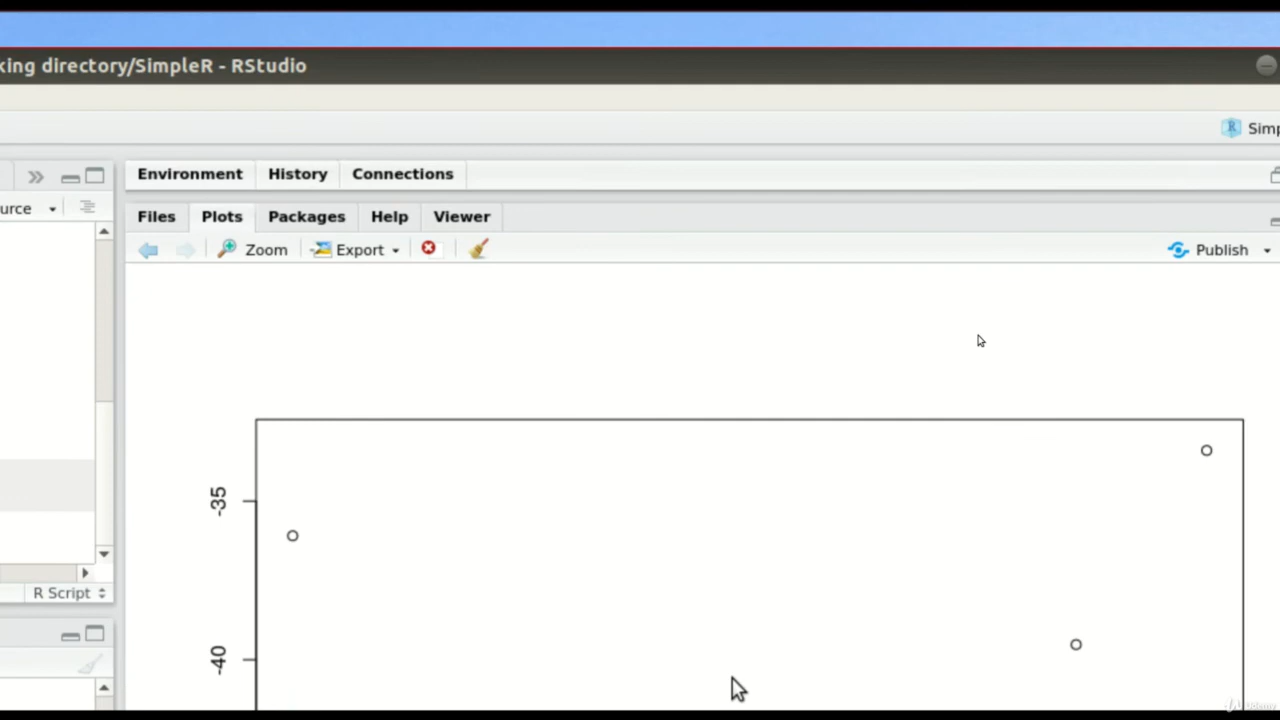 king directory/SimpleR - RStudio
Simp
Environment History Connections
urce
Files Plots Packages Help Viewer
Zoom Export Publish
-35
R Script
-40
Udemy